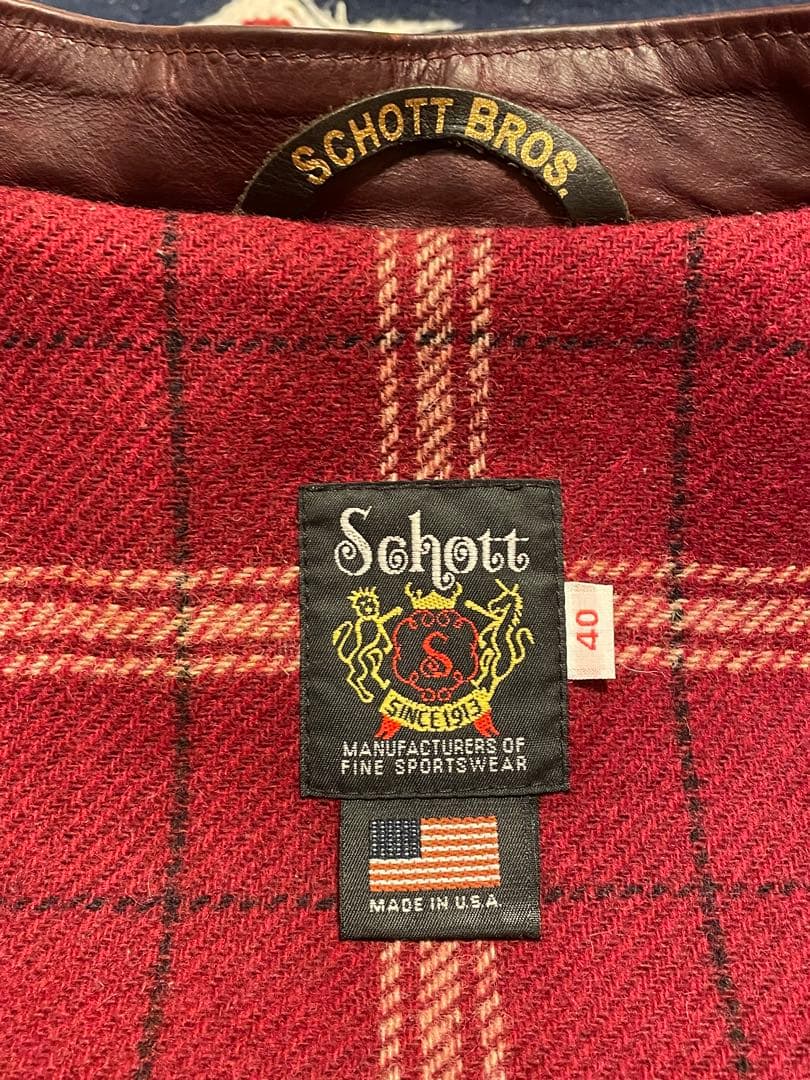 SCHOTT BROS.
Schott
S
SINCE 1913
MANUFACTURERS OF
FINE SPORTSWEAR
40
MADE IN U.S.A.